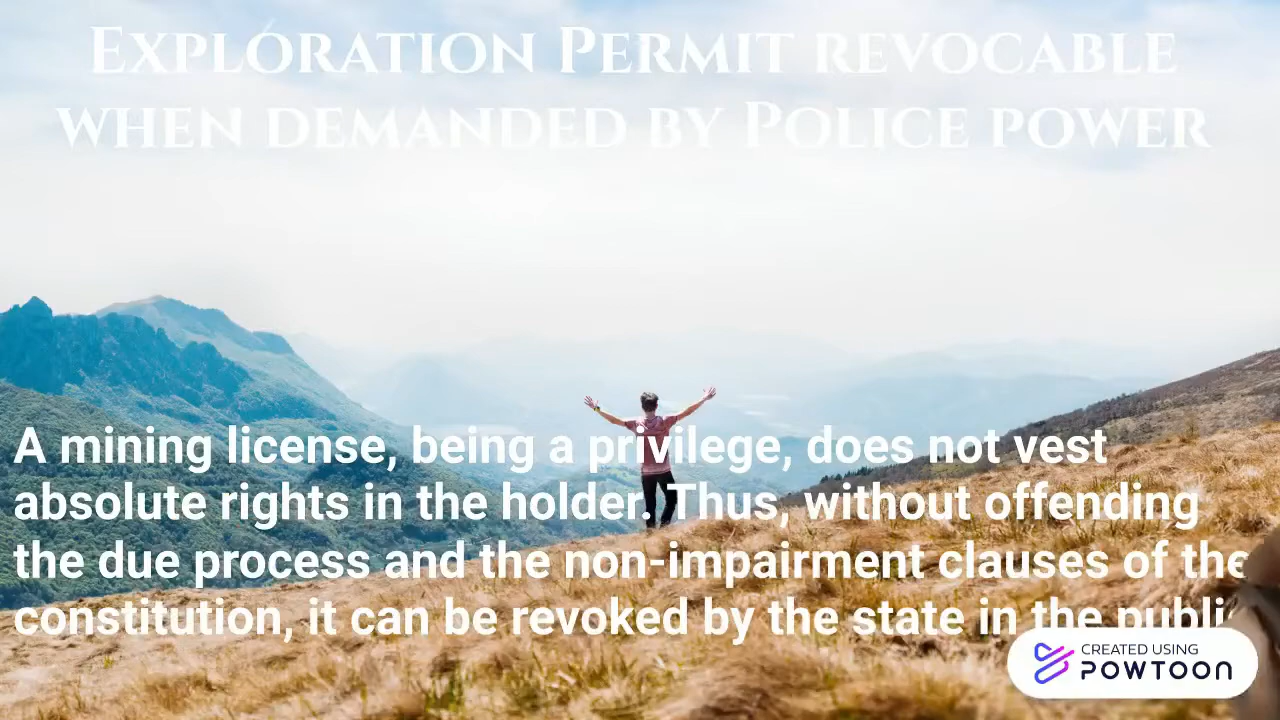 Exploration Permit revocable
when demanded by Police power
A mining license, being a privilege, does not vest
absolute rights in the holder. Thus, without offending
the due process and the non-impairment clauses of the
constitution, it can be revoked by the state in the
CREATED USING
POWTOON